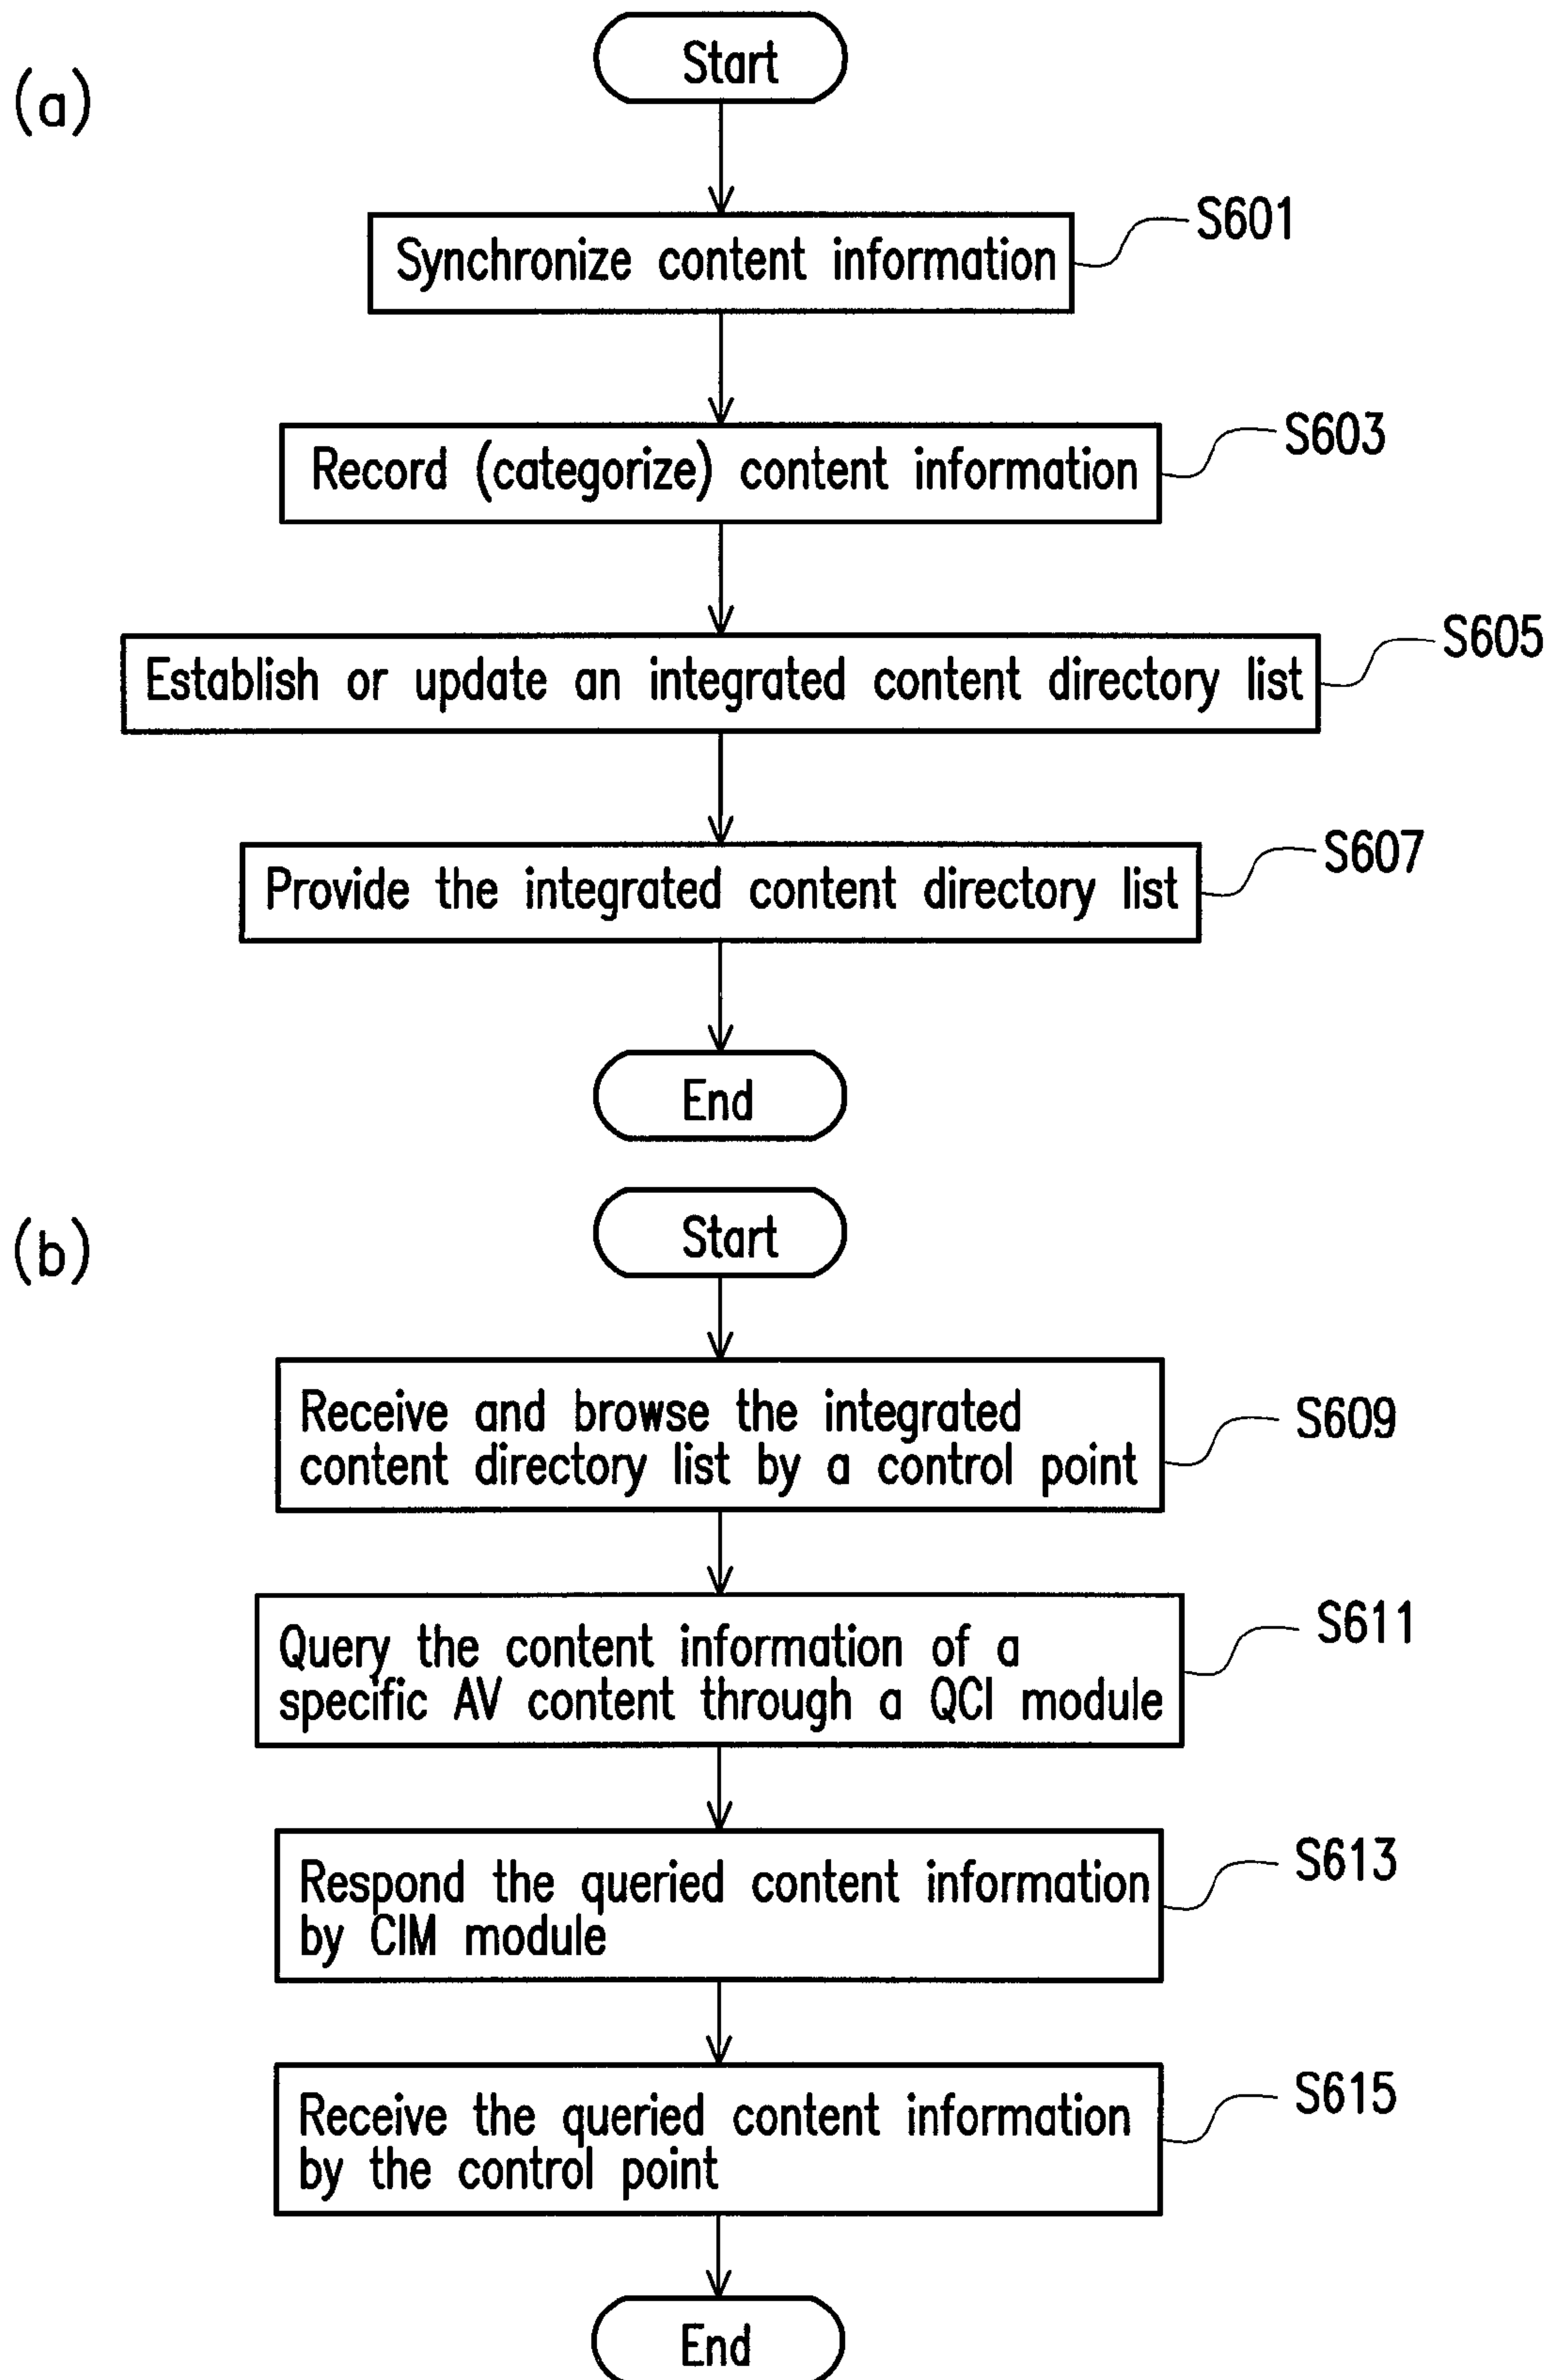 (a)
Start
Synchronize content information
S601
Record (categorize) content information
S603
Establish or update an integrated content directory list
S605
Provide the integrated content directory list
S607
End
(b)
Start
Receive and browse the integrated
content directory list by a control point
S609
Query the content information of a
specific AV content through a QCI module
S611
Respond the queried content information
by CIM module
S613
Receive the queried content information
by the control point
S615
End